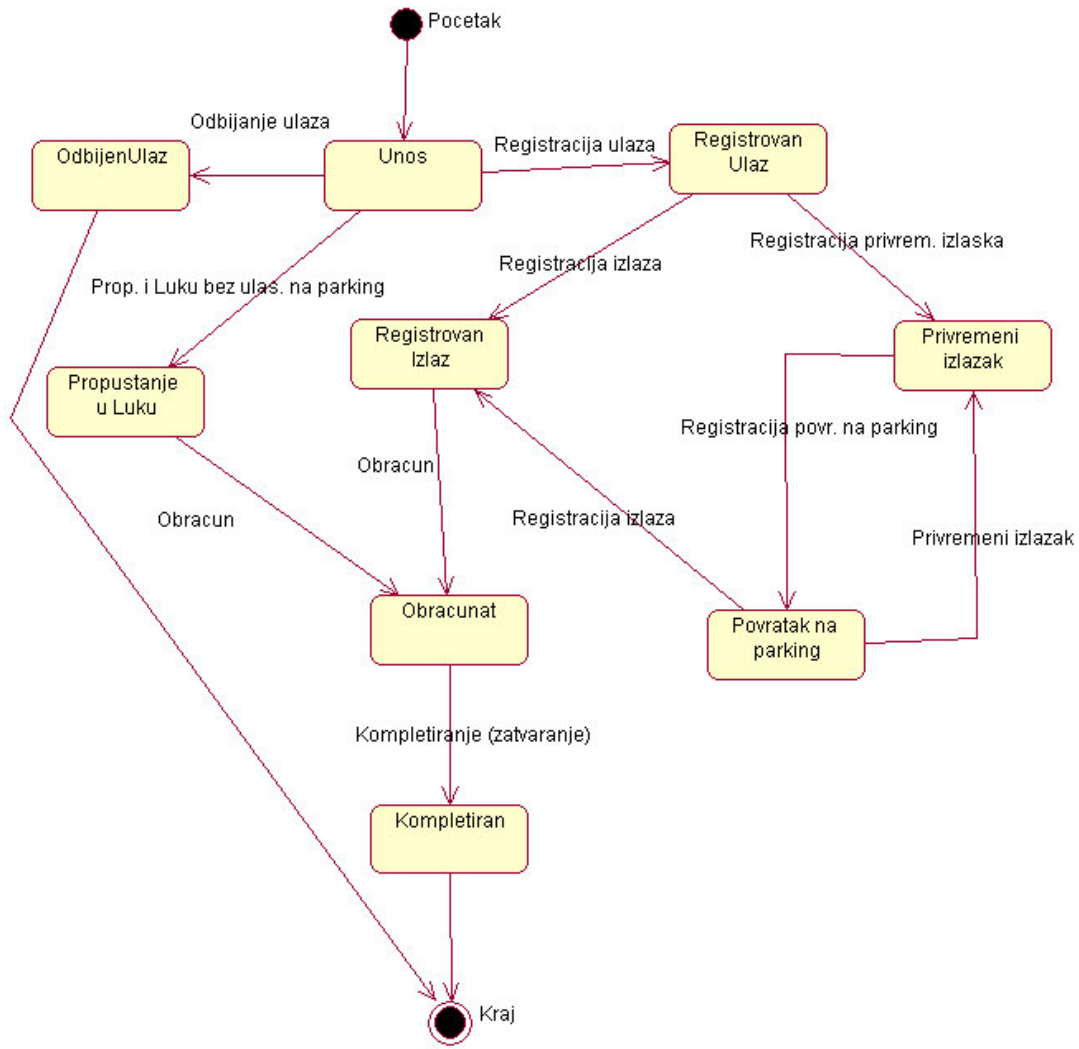 Pocetak
Odbijanje ulaza
OdbijenUlaz
Unos
Registracija ulaza
Registrovan
Ulaz
Registracija privrem. izlaska
Registracija izlaza
Prop. i Luku bez ulas. na parking
Registrovan
Izlaz
Privremeni
izlazak
Propustanje
u Luku
Registracija povr. na parking
Obracun
Obracun
Registracija izlaza
Privremeni izlazak
Obracunat
Povratak na
parking
Kompletiranje (zatvaranje)
Kompletiran
Kraj